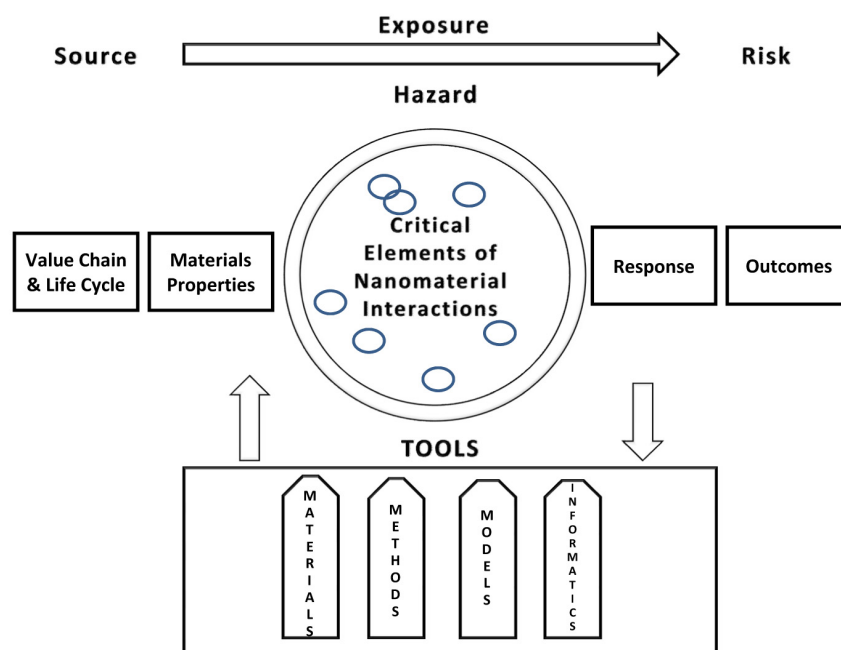 Exposure
Source
Risk
Hazard
Critical
Elements of
Nanomaterial
Interactions
Value Chain
& Life Cycle
Materials
Properties
Response
Outcomes
TOOLS
MATERIALS
METHODS
MODELS
INFORMATICS